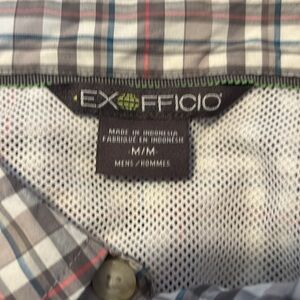 EXOFFICIO
MADE IN INDONESIA
FABRIQUÉ EN INDONÉSIE
M/M
MENS/HOMMES